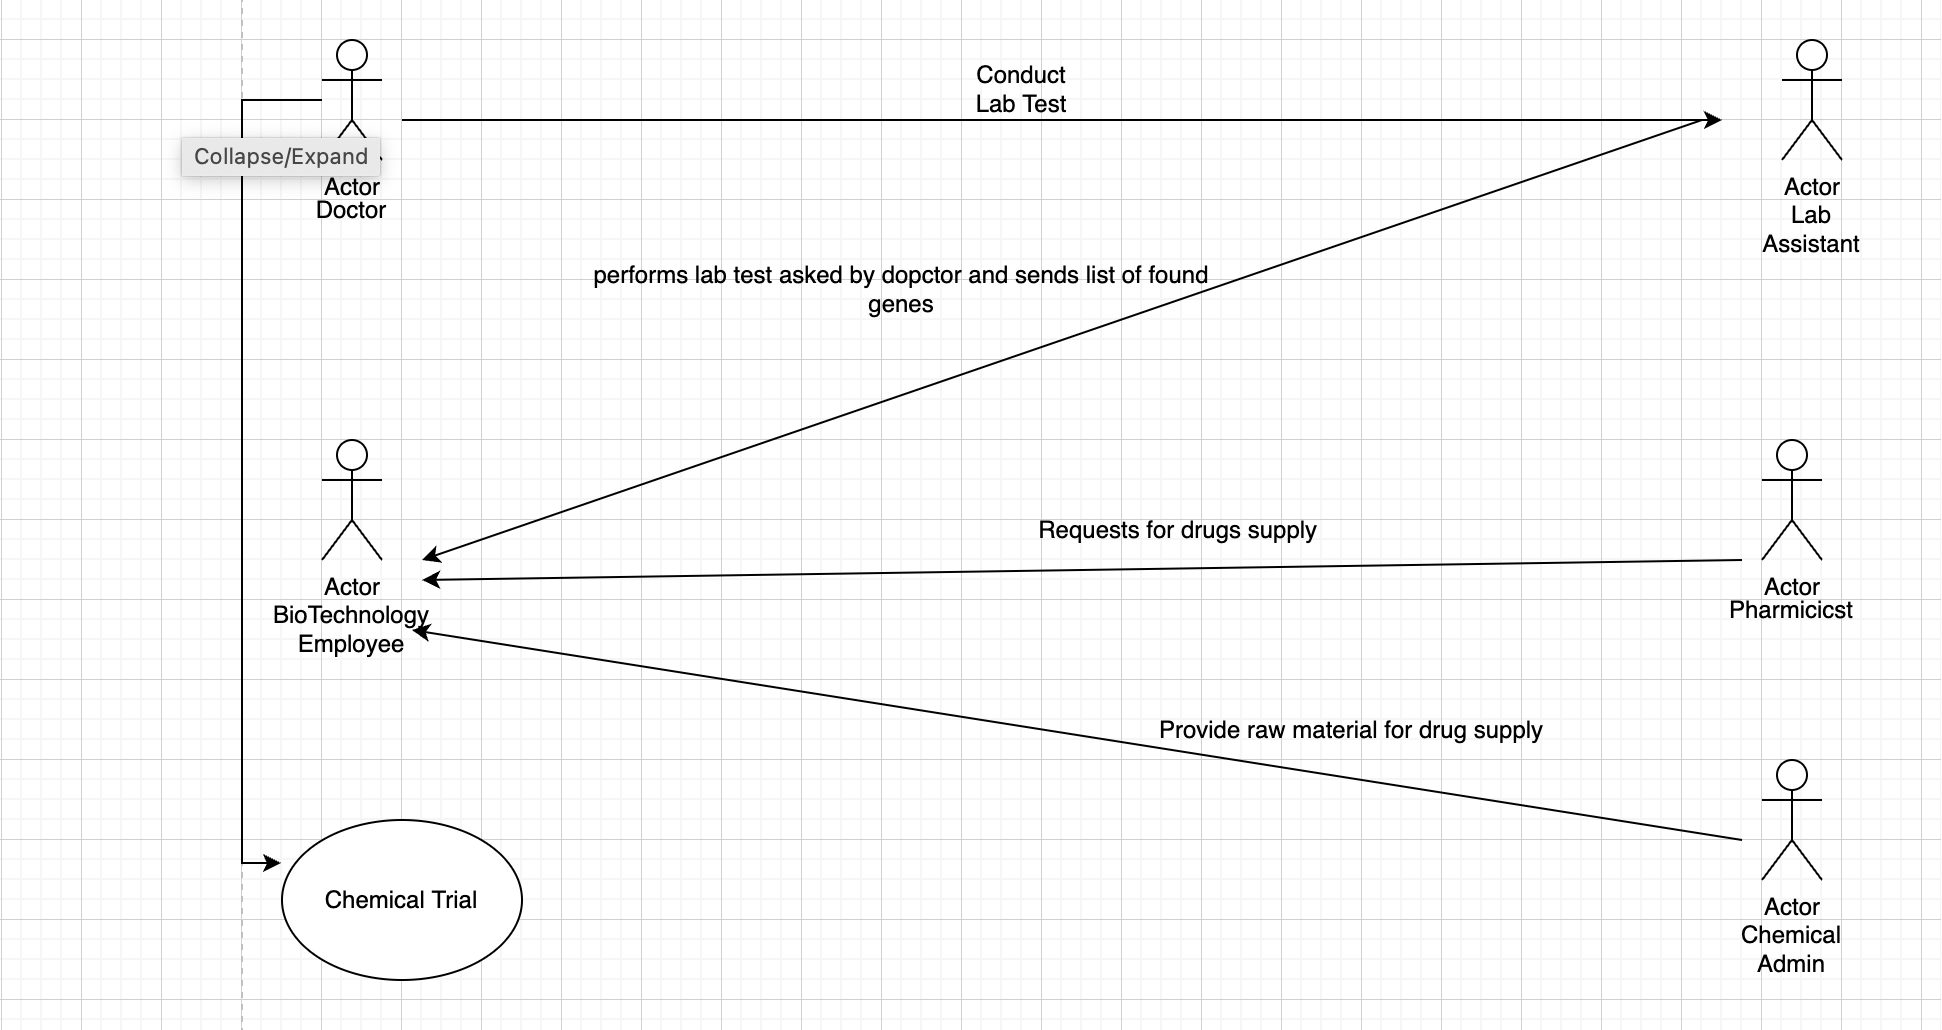 Conduct
Lab Test
Collapse/Expand
Actor
Doctor
Actor
Lab
Assistant
performs lab test asked by dopctor and sends list of found
genes
Requests for drugs supply
Actor
BioTechnology
Employee
Actor
Pharmicicst
Provide raw material for drug supply
Chemical Trial
Actor
Chemical
Admin